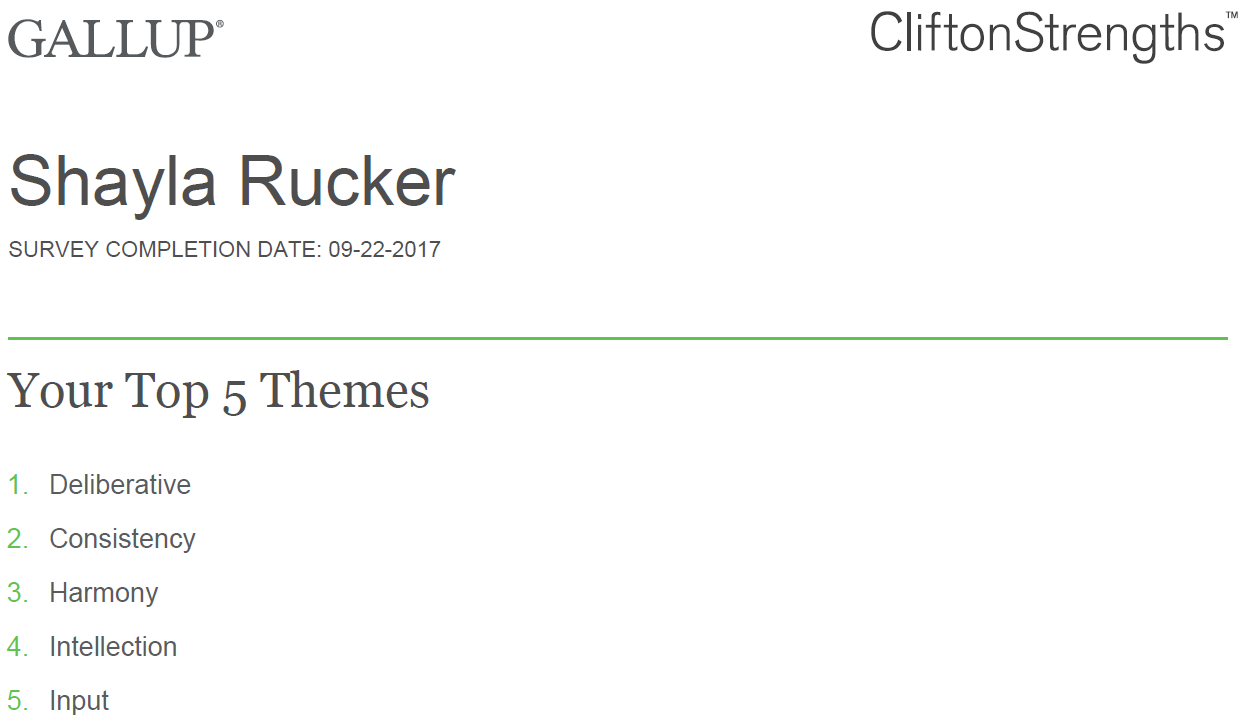 GALLUP®
CliftonStrengths™
Shayla Rucker
SURVEY COMPLETION DATE: 09-22-2017
Your Top 5 Themes
1. Deliberative
2. Consistency
3. Harmony
4. Intellection
5. Input